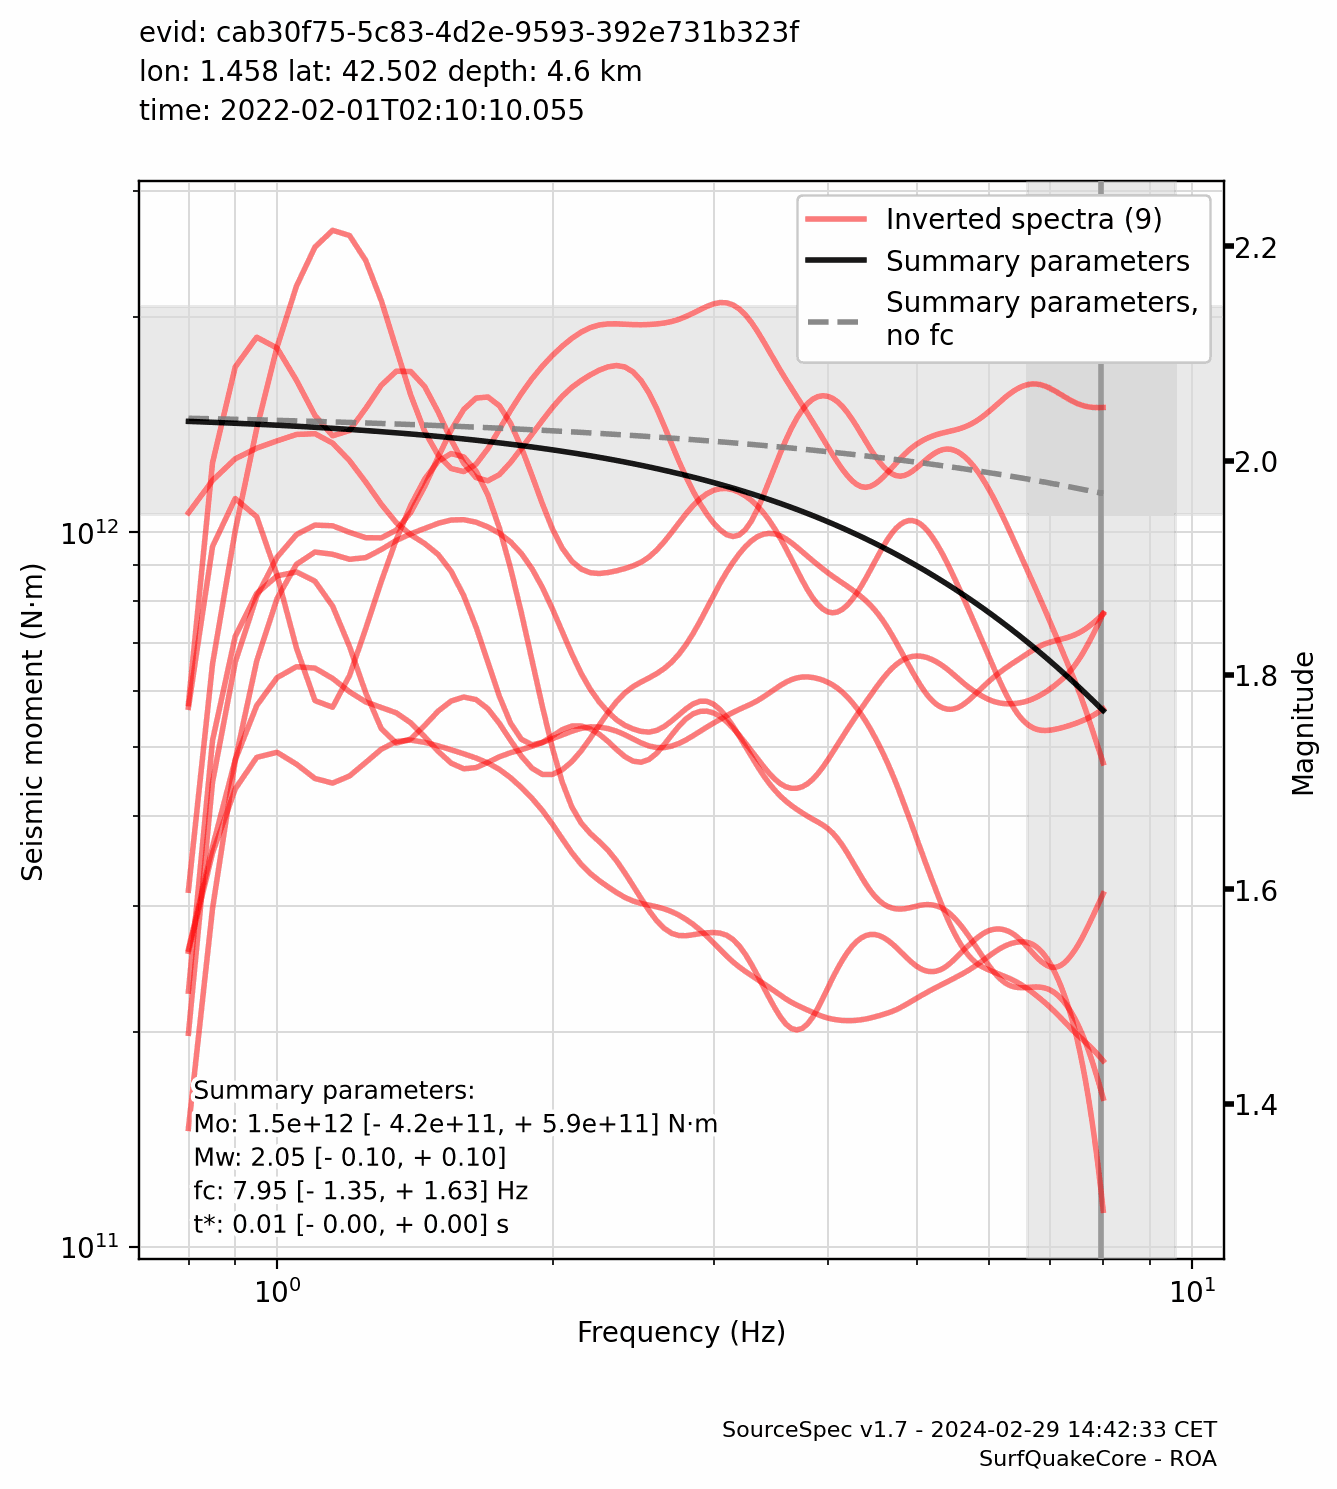 evid: cab30f75-5c83-4d2e-9593-392e731b323f
lon: 1.458 lat: 42.502 depth: 4.6 km
time: 2022-02-01T02:10:10.055
Inverted spectra (9)
Summary parameters
Summary parameters,
no fc
2.2
2.0
1.8
1.6
1.4
Magnitude
10¹²
10¹¹
Seismic moment (N·m)
Summary parameters:
Mo: 1.5e+12 [- 4.2e+11, + 5.9e+11] N·m
Mw: 2.05 [- 0.10, + 0.10]
fc: 7.95 [- 1.35, + 1.63] Hz
t*: 0.01 [- 0.00, + 0.00] s
10⁰
10¹
Frequency (Hz)
SourceSpec v1.7 - 2024-02-29 14:42:33 CET
SurfQuakeCore - ROA